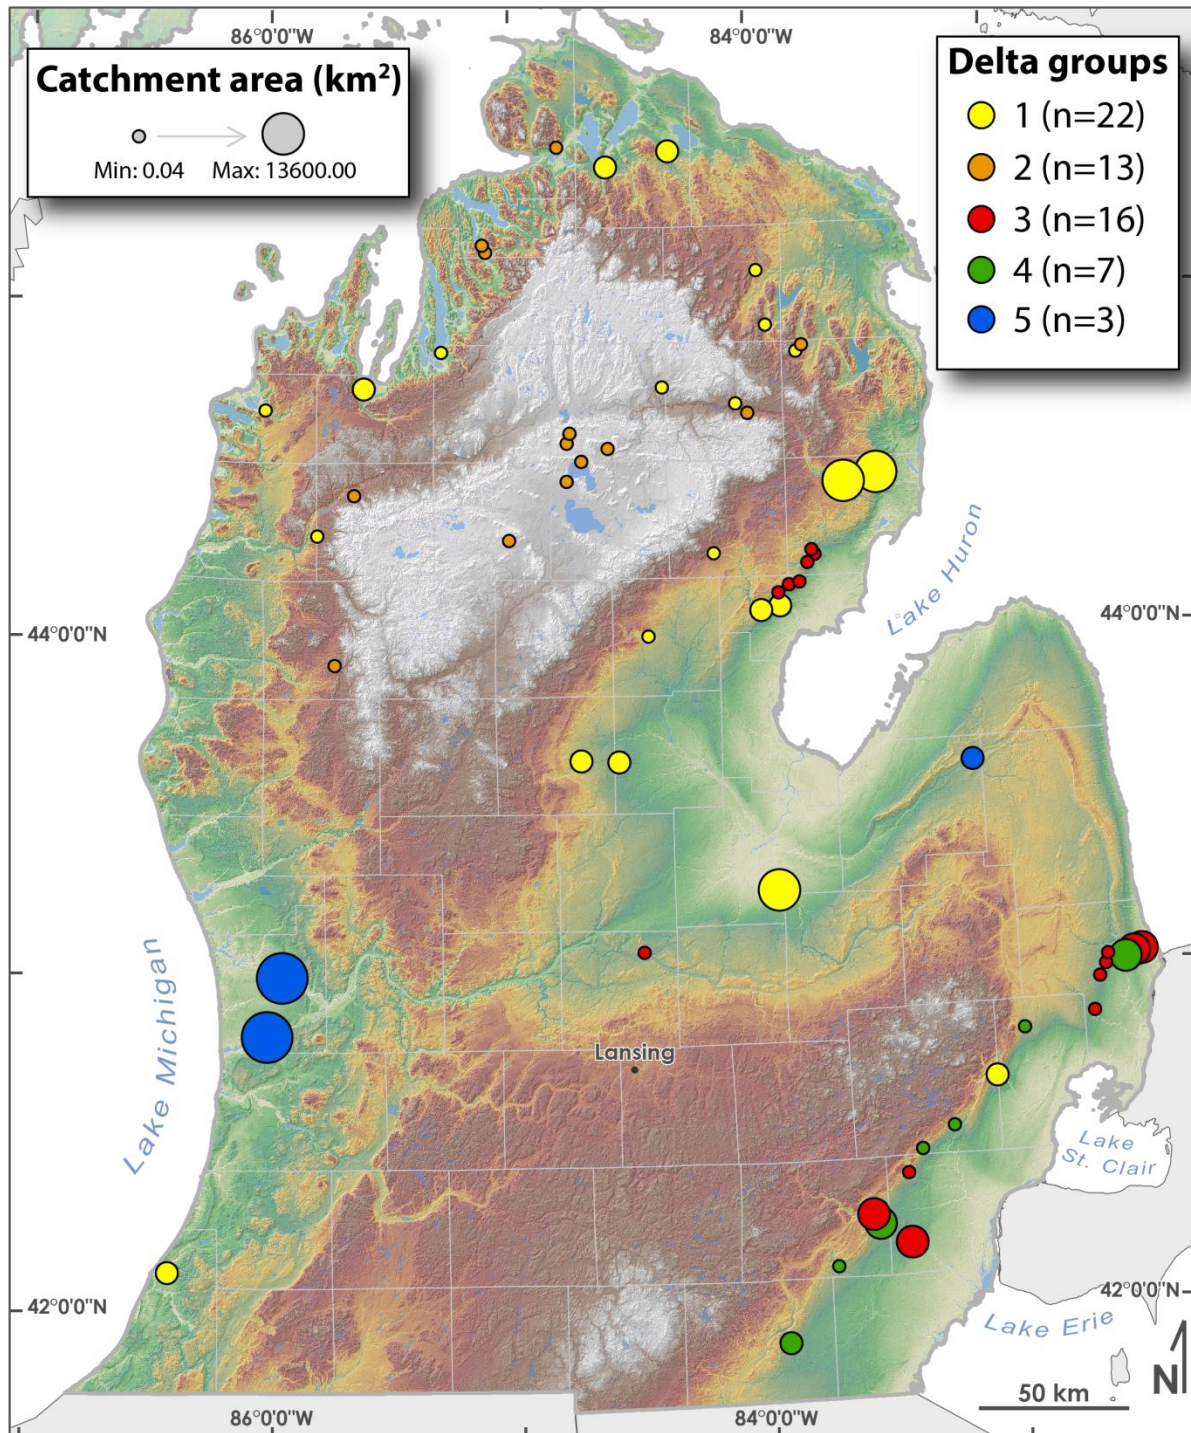 86°0'0"W
84°0'0"W
Catchment area (km²)
Min: 0.04
Max: 13600.00
Delta groups
1 (n=22)
2 (n=13)
3 (n=16)
4 (n=7)
5 (n=3)
Lake Huron
44°0'0"N
44°0'0"N
Lake Michigan
Lansing
Lake
St. Clair
42°0'0"N
42°0'0"N
Lake Erie
N
50 km
86°0'0"W
84°0'0"W